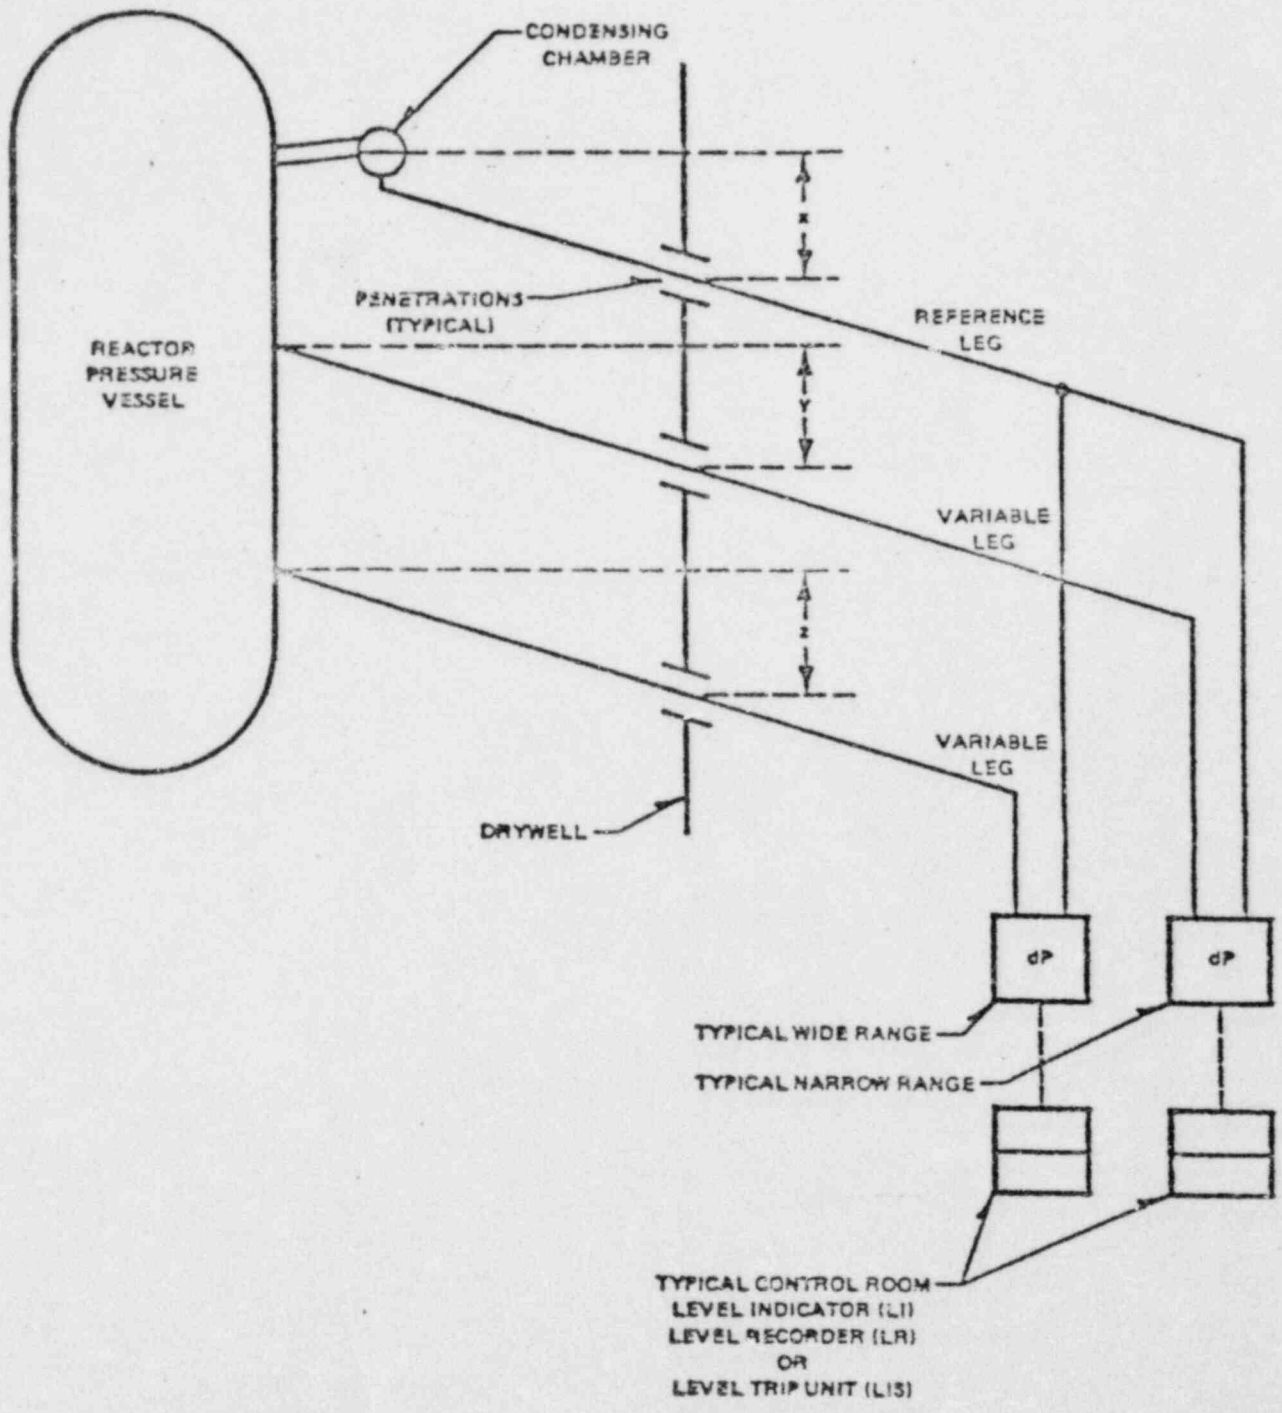 CONDENSING
CHAMBER
X
PENETRATIONS
(TYPICAL)
REFERENCE
LEG
REACTOR
PRESSURE
VESSEL
Y
VARIABLE
LEG
Z
VARIABLE
LEG
DRYWELL
dP
dP
TYPICAL WIDE RANGE
TYPICAL NARROW RANGE
TYPICAL CONTROL ROOM
LEVEL INDICATOR (LI)
LEVEL RECORDER (LR)
OR
LEVEL TRIP UNIT (LIS)